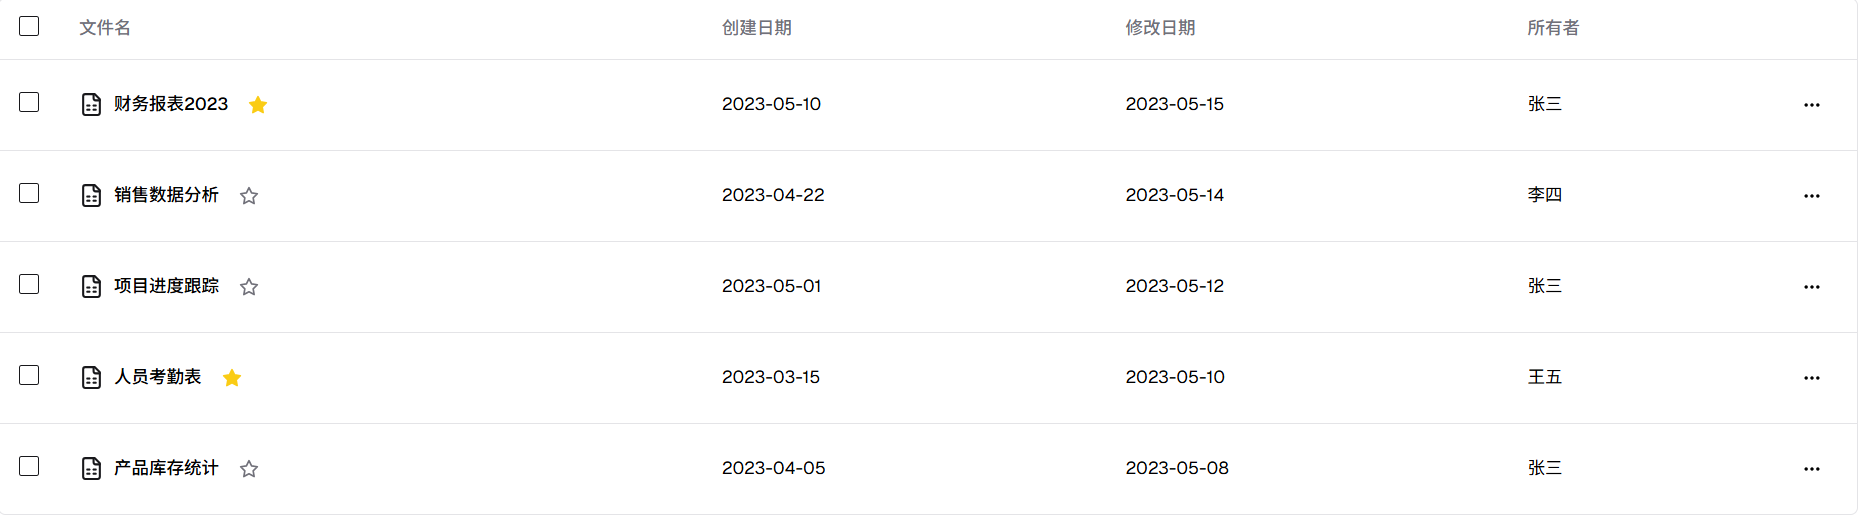 文件名 创建日期 修改日期 所有者
财务报表2023 2023-05-10 2023-05-15 张三
销售数据分析 2023-04-22 2023-05-14 李四
项目进度跟踪 2023-05-01 2023-05-12 张三
人员考勤表 2023-03-15 2023-05-10 王五
产品库存统计 2023-04-05 2023-05-08 张三